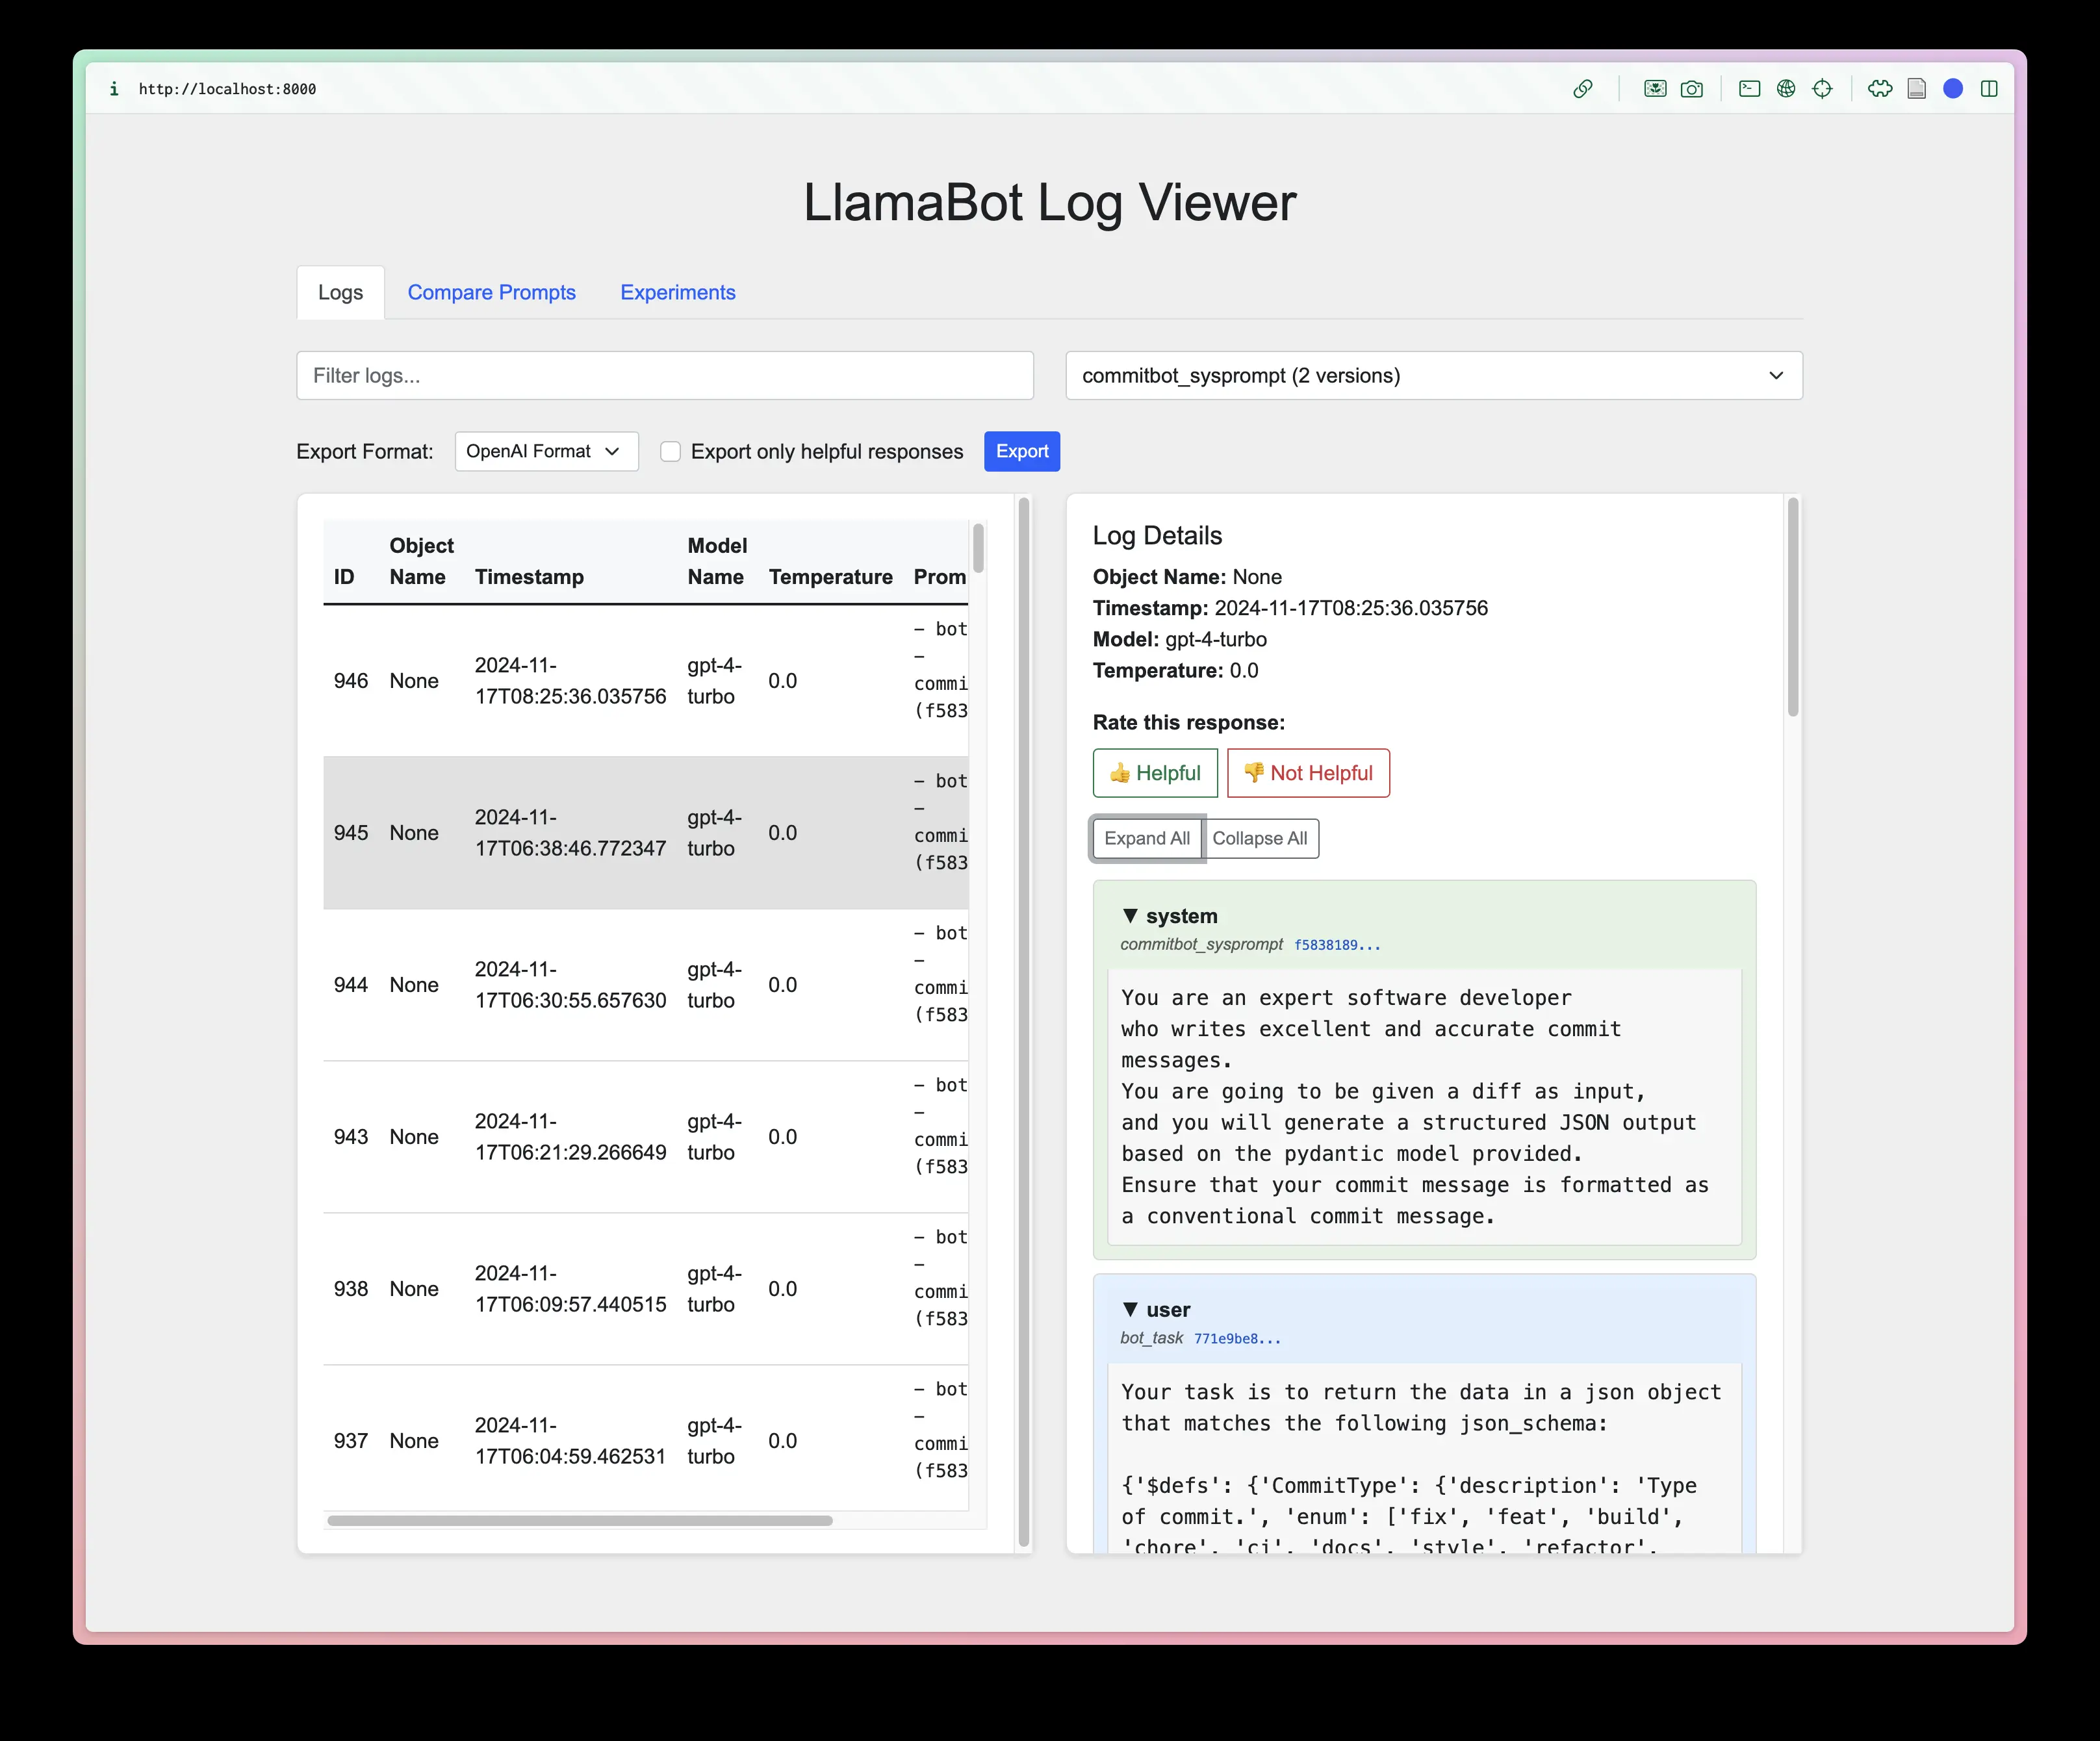 i http://localhost:8000
LlamaBot Log Viewer
Logs Compare Prompts Experiments
Filter logs...
commitbot_sysprompt (2 versions)
Export Format: OpenAI Format Export only helpful responses Export
Object Model
ID Name Timestamp Name Temperature Prom
– bot
2024-11- gpt-4- –
946 None 17T08:25:36.035756 turbo 0.0 commi
(f583
– bot
2024-11- gpt-4- –
945 None 17T06:38:46.772347 turbo 0.0 commi
(f583
– bot
2024-11- gpt-4- –
944 None 17T06:30:55.657630 turbo 0.0 commi
(f583
– bot
2024-11- gpt-4- –
943 None 17T06:21:29.266649 turbo 0.0 commi
(f583
– bot
2024-11- gpt-4- –
938 None 17T06:09:57.440515 turbo 0.0 commi
(f583
– bot
2024-11- gpt-4- –
937 None 17T06:04:59.462531 turbo 0.0 commi
(f583
Log Details
Object Name: None
Timestamp: 2024-11-17T08:25:36.035756
Model: gpt-4-turbo
Temperature: 0.0
Rate this response:
👍 Helpful 👎 Not Helpful
Expand All Collapse All
▼ system
commitbot_sysprompt f5838189...
You are an expert software developer
who writes excellent and accurate commit
messages.
You are going to be given a diff as input,
and you will generate a structured JSON output
based on the pydantic model provided.
Ensure that your commit message is formatted as
a conventional commit message.
▼ user
bot_task 771e9be8...
Your task is to return the data in a json object
that matches the following json_schema:
{'$defs': {'CommitType': {'description': 'Type
of commit.', 'enum': ['fix', 'feat', 'build',
'chore', 'ci', 'docs', 'style', 'refactor',